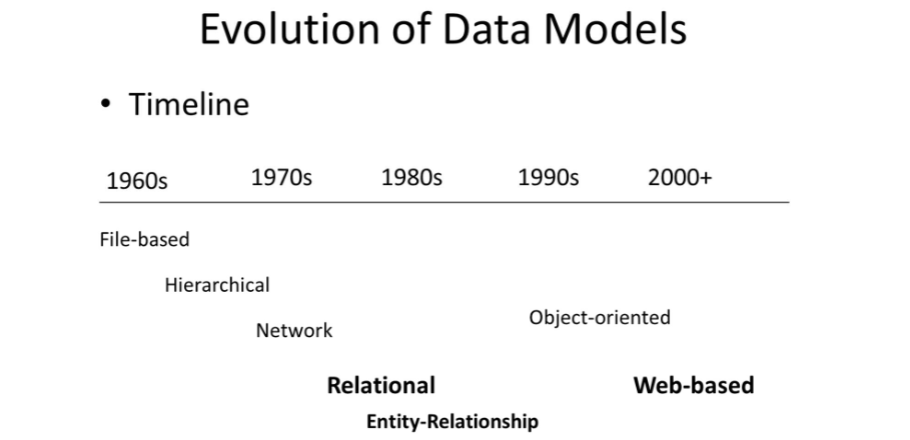 Evolution of Data Models
• Timeline
1960s 1970s 1980s 1990s 2000+
File-based
Hierarchical
Object-oriented
Network
Relational Web-based
Entity-Relationship